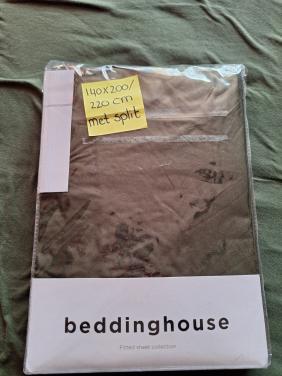 140x200/
220 cm
met split
beddinghouse
Fitted sheet collection